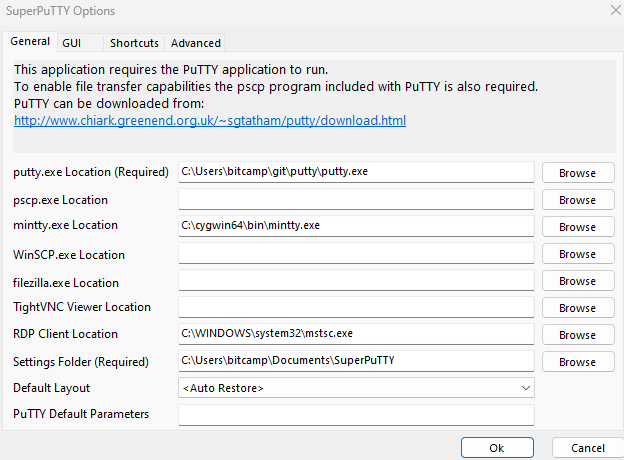 SuperPuTTY Options
General GUI Shortcuts Advanced
This application requires the PuTTY application to run.
To enable file transfer capabilities the pscp program included with PuTTY is also required.
PuTTY can be downloaded from:
http://www.chiark.greenend.org.uk/~sgtatham/putty/download.html
putty.exe Location (Required) C:\Users\bitcamp\git\putty\putty.exe Browse
pscp.exe Location Browse
mintty.exe Location C:\cygwin64\bin\mintty.exe Browse
WinSCP.exe Location Browse
filezilla.exe Location Browse
TightVNC Viewer Location Browse
RDP Client Location C:\WINDOWS\system32\mstsc.exe Browse
Settings Folder (Required) C:\Users\bitcamp\Documents\SuperPuTTY Browse
Default Layout <Auto Restore>
PuTTY Default Parameters
Ok Cancel